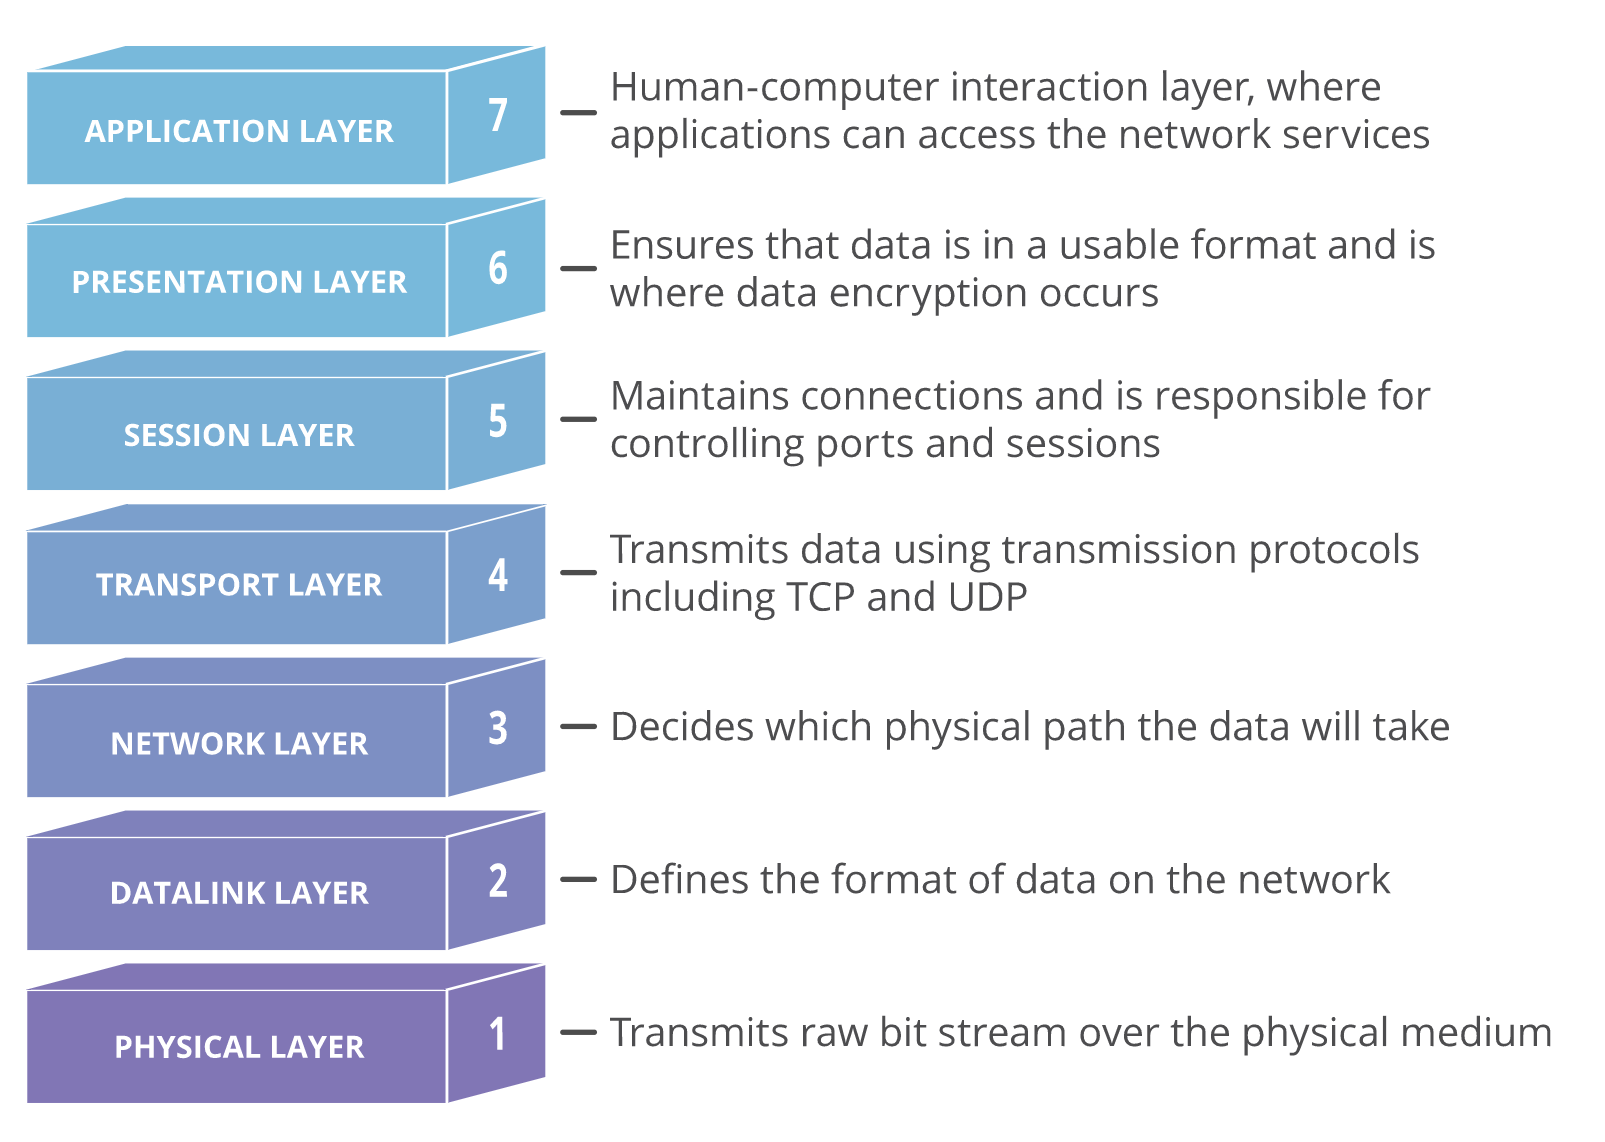 APPLICATION LAYER
7
Human-computer interaction layer, where
applications can access the network services
PRESENTATION LAYER
6
Ensures that data is in a usable format and is
where data encryption occurs
SESSION LAYER
5
Maintains connections and is responsible for
controlling ports and sessions
TRANSPORT LAYER
4
Transmits data using transmission protocols
including TCP and UDP
NETWORK LAYER
3
Decides which physical path the data will take
DATALINK LAYER
2
Defines the format of data on the network
PHYSICAL LAYER
1
Transmits raw bit stream over the physical medium